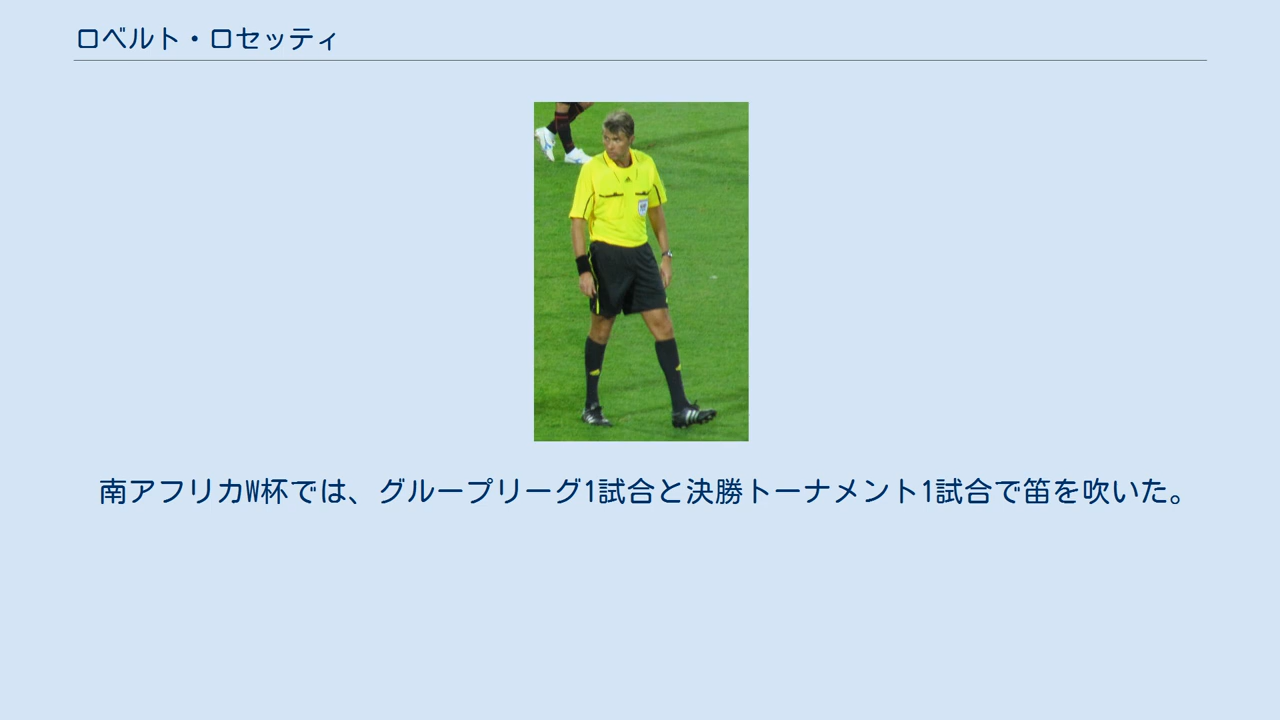 ロベルト・ロセッティ
南アフリカW杯では、グループリーグ1試合と決勝トーナメント1試合で笛を吹いた。